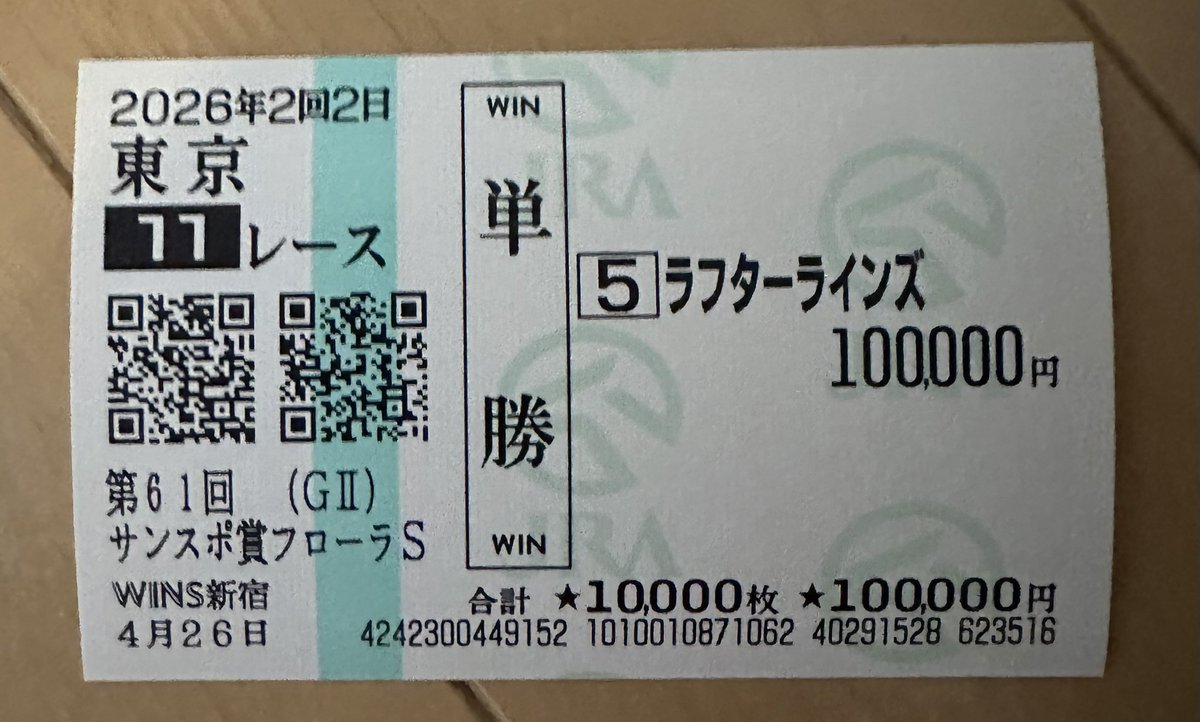 2026年2回2日
東京
11レース
第61回 (GⅡ)
サンスポ賞フローラS
WINS新宿
4月26日
WIN
単勝
WIN
5 ラフターラインズ
100,000円
合計 ★10,000枚 ★100,000円
4242300449152 1010010871062 40291528 623516